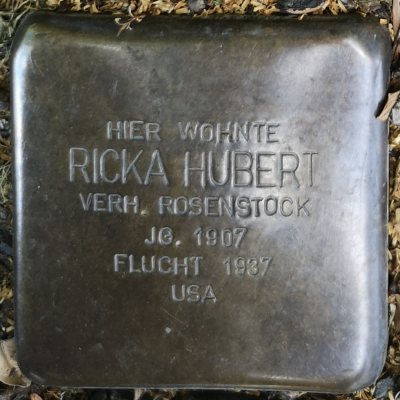 HIER WOHNTE
RICKA HUBERT
VERH. ROSENSTOCK
JG. 1907
FLUCHT 1937
USA